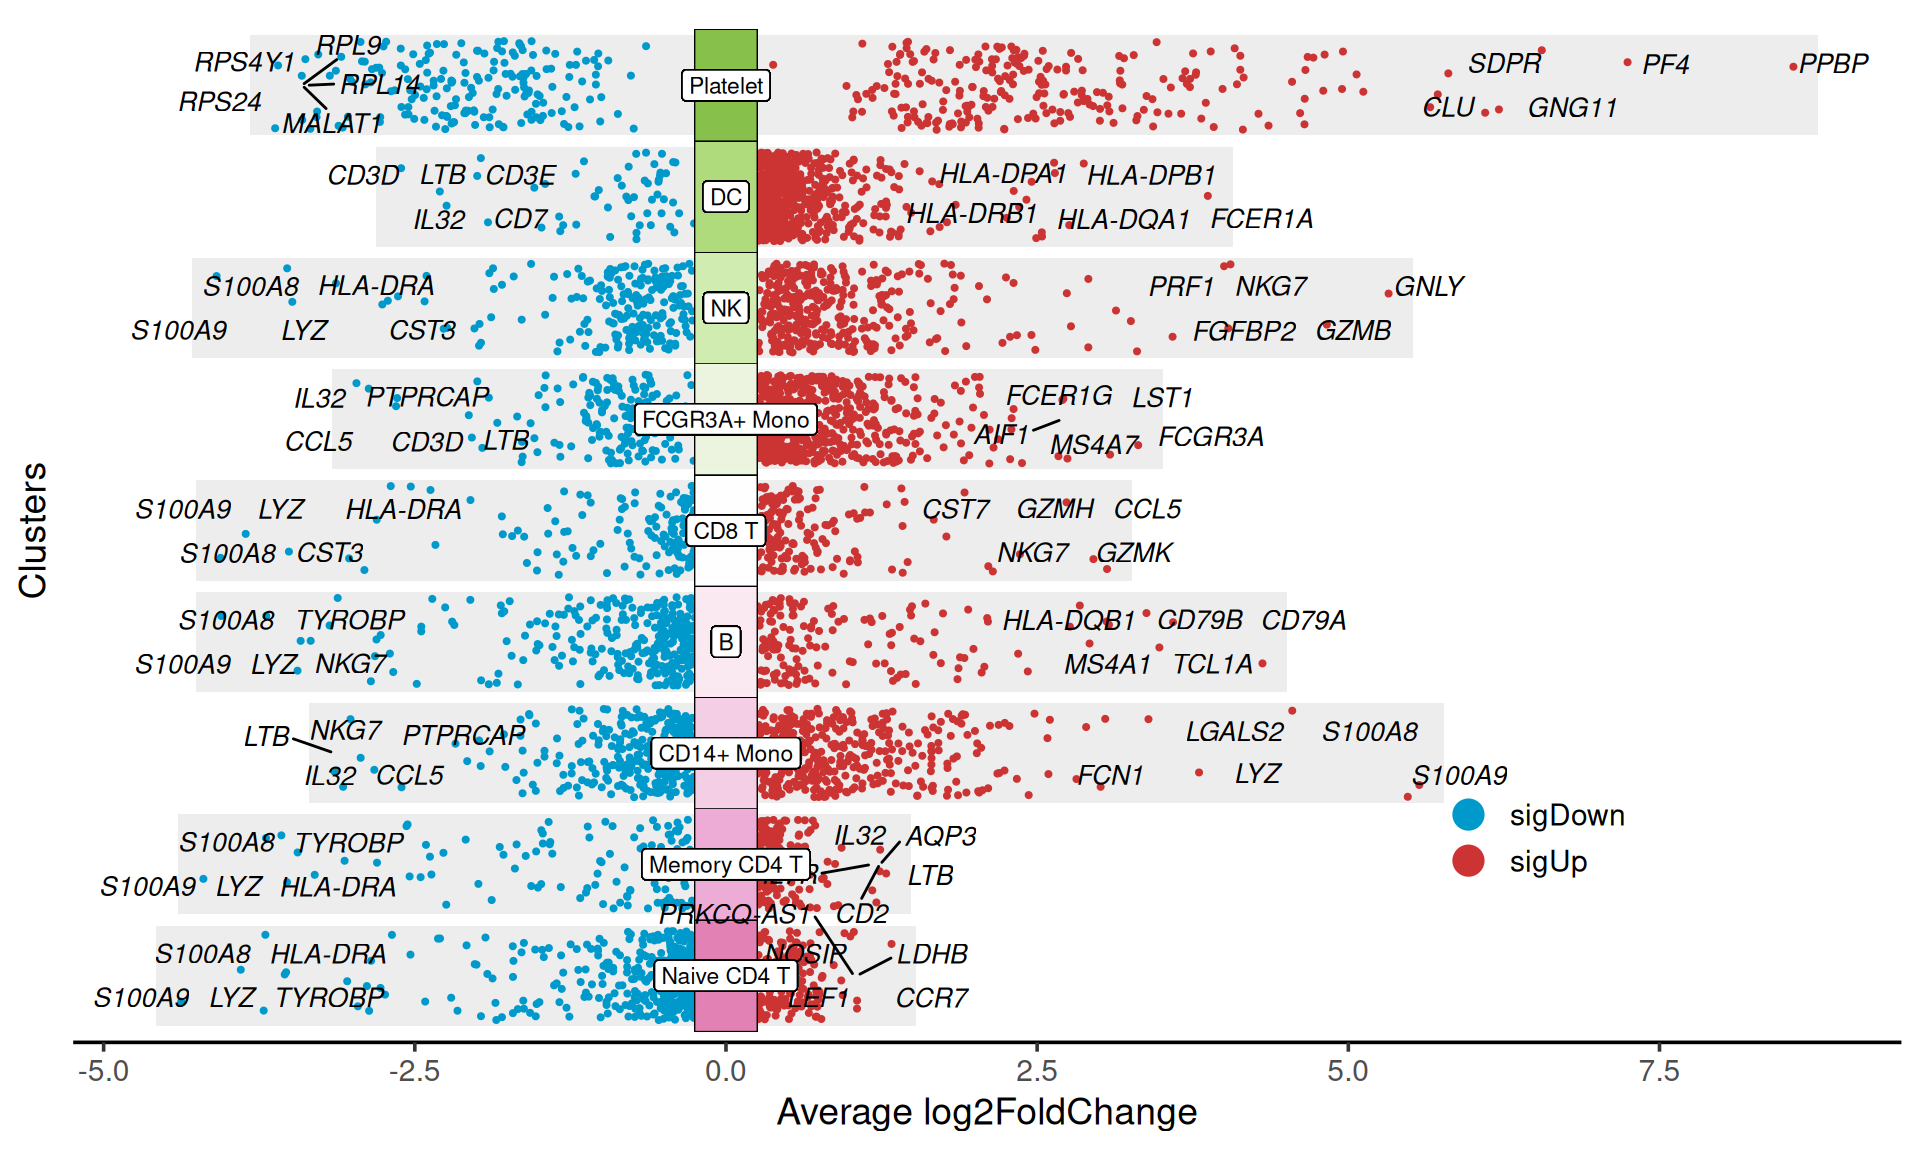 RPL9
RPS4Y1
RPL14
RPS24
MALAT1
Platelet
SDPR
PF4
PPBP
CLU
GNG11
CD3D
LTB
CD3E
IL32
CD7
DC
HLA-DPA1
HLA-DPB1
HLA-DRB1
HLA-DQA1
FCER1A
S100A8
HLA-DRA
S100A9
LYZ
CST3
NK
PRF1
NKG7
GNLY
FGFBP2
GZMB
IL32
PTPRCAP
CCL5
CD3D
LTB
FCGR3A+ Mono
FCER1G
LST1
AIF1
MS4A7
FCGR3A
S100A9
LYZ
HLA-DRA
S100A8
CST3
CD8 T
CST7
GZMH
CCL5
NKG7
GZMK
S100A8
TYROBP
S100A9
LYZ
NKG7
B
HLA-DQB1
CD79B
CD79A
MS4A1
TCL1A
LTB
NKG7
PTPRCAP
IL32
CCL5
CD14+ Mono
LGALS2
S100A8
FCN1
LYZ
S100A9
S100A8
TYROBP
S100A9
LYZ
HLA-DRA
Memory CD4 T
IL32
AQP3
LTB
CD2
PRKCQ-AS1
S100A8
HLA-DRA
S100A9
LYZ
TYROBP
Naive CD4 T
NOSIP
LDHB
LEF1
CCR7
sigDown
sigUp
Clusters
-5.0
-2.5
0.0
2.5
5.0
7.5
Average log2FoldChange